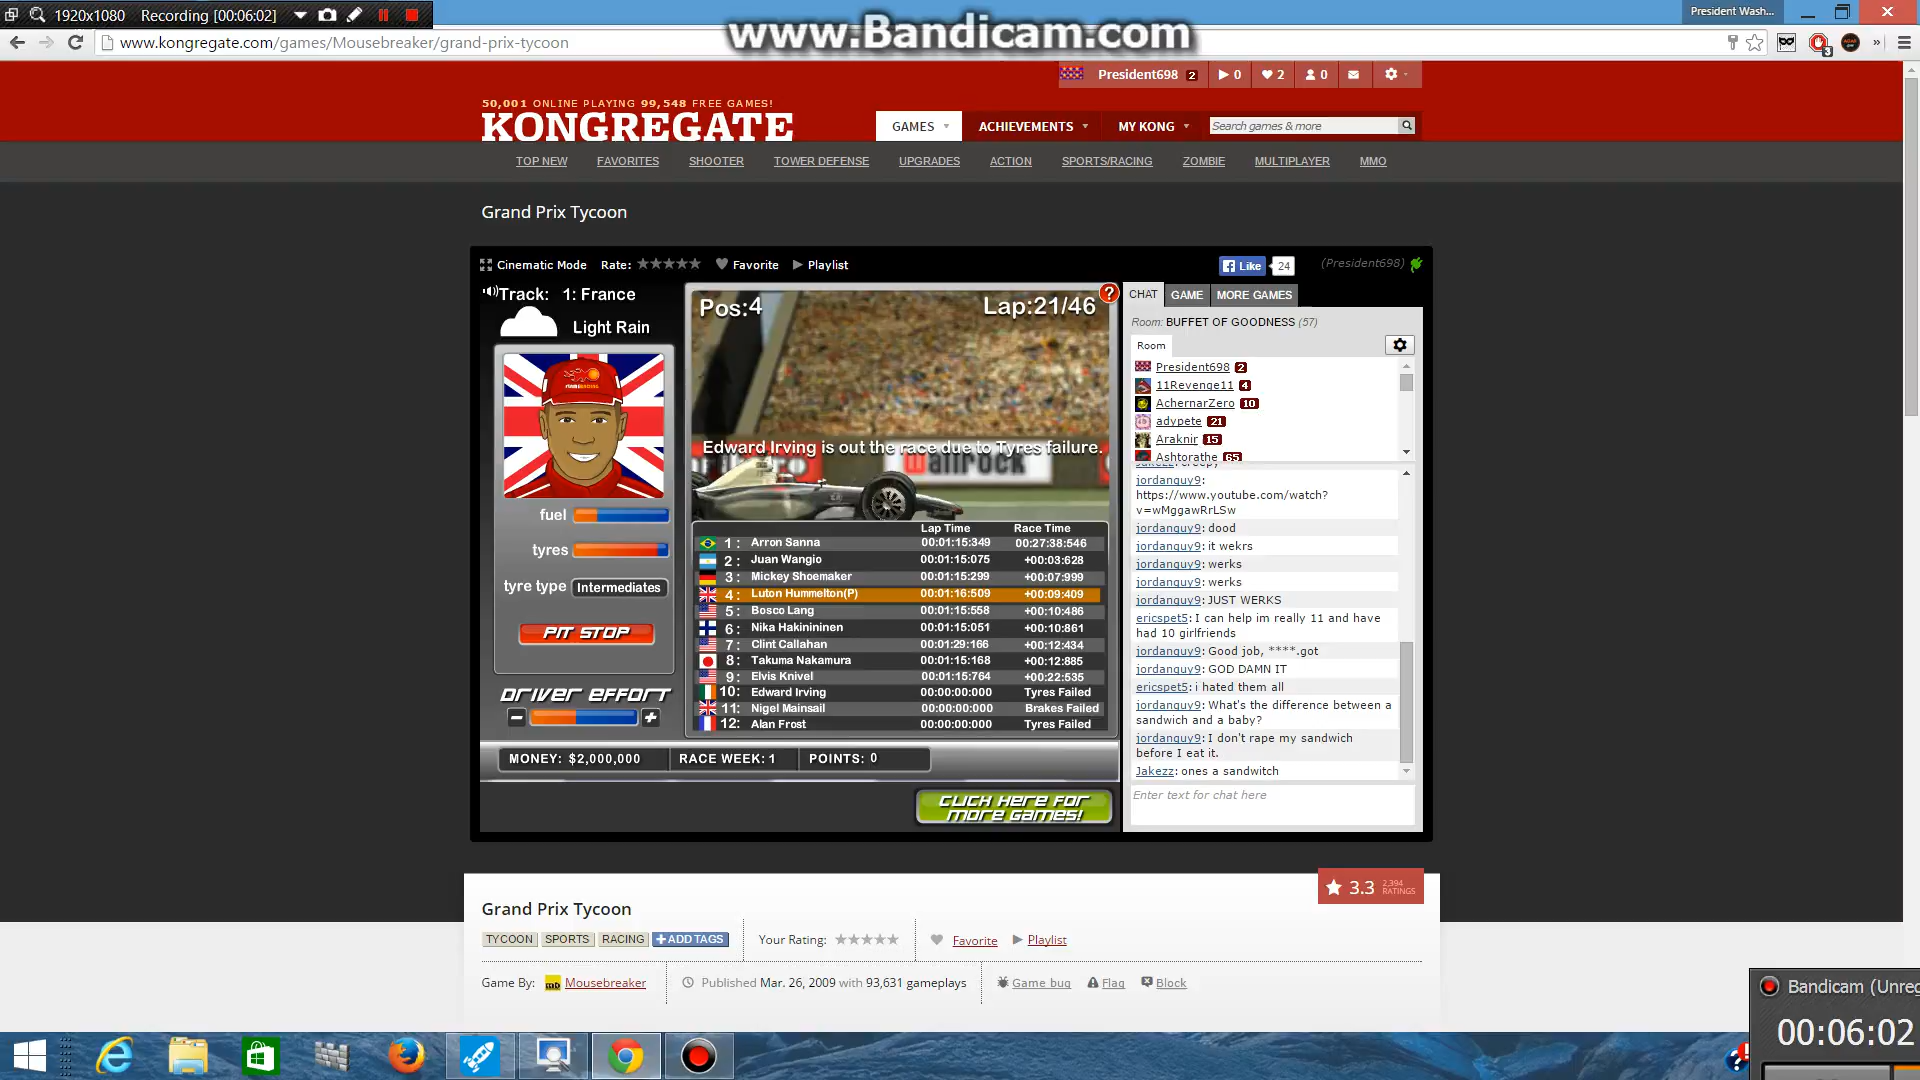 1920x1080 Recording [00:06:02]
www.Bandicam.com
President Wash...
www.kongregate.com/games/Mousebreaker/grand-prix-tycoon
President698 2 0 2 0
50,001 ONLINE PLAYING 99,548 FREE GAMES!
KONGREGATE
GAMES ACHIEVEMENTS MY KONG Search games & more
TOP NEW FAVORITES SHOOTER TOWER DEFENSE UPGRADES ACTION SPORTS/RACING ZOMBIE MULTIPLAYER MMO
Grand Prix Tycoon
Cinematic Mode Rate: Favorite Playlist Like 24 (President698)
Track: 1: France
Light Rain
fuel
tyres
tyre type Intermediates
PIT STOP
DRIVER EFFORT
- +
Pos:4 Lap:21/46 ?
Edward Irving is out the race due to Tyres failure.
Lap Time Race Time
1: Arron Sanna 00:01:15:349 00:27:38:546
2: Juan Wangio 00:01:15:075 +00:03:628
3: Mickey Shoemaker 00:01:15:299 +00:07:999
4: Luton Hummelton(P) 00:01:16:509 +00:09:409
5: Bosco Lang 00:01:15:558 +00:10:486
6: Nika Hakinininen 00:01:15:051 +00:10:861
7: Clint Callahan 00:01:29:166 +00:12:434
8: Takuma Nakamura 00:01:15:168 +00:12:885
9: Elvis Knivel 00:01:15:764 +00:22:535
10: Edward Irving 00:00:00:000 Tyres Failed
11: Nigel Mainsail 00:00:00:000 Brakes Failed
12: Alan Frost 00:00:00:000 Tyres Failed
MONEY: $2,000,000 RACE WEEK: 1 POINTS: 0
CLICK HERE FOR
MORE GAMES!
CHAT GAME MORE GAMES
Room: BUFFET OF GOODNESS (57)
Room
President698 2
11Revenge11 4
AchernarZero 10
adypete 21
Araknir 15
Ashtorathe 65
Jakezz: creepy
jordanguy9:
https://www.youtube.com/watch?
v=wMggawRrLSw
jordanguy9: dood
jordanguy9: it wekrs
jordanguy9: werks
jordanguy9: werks
jordanguy9: JUST WERKS
ericspet5: I can help im really 11 and have
had 10 girlfriends
jordanguy9: Good job, ****.got
jordanguy9: GOD DAMN IT
ericspet5: i hated them all
jordanguy9: What's the difference between a
sandwich and a baby?
jordanguy9: I don't rape my sandwich
before I eat it.
Jakezz: ones a sandwitch
Enter text for chat here
3.3 2,394 RATINGS
Grand Prix Tycoon
TYCOON SPORTS RACING +ADD TAGS Your Rating: Favorite Playlist
Game By: mb Mousebreaker Published Mar. 26, 2009 with 93,631 gameplays Game bug Flag Block
Bandicam (Unreg
00:06:02